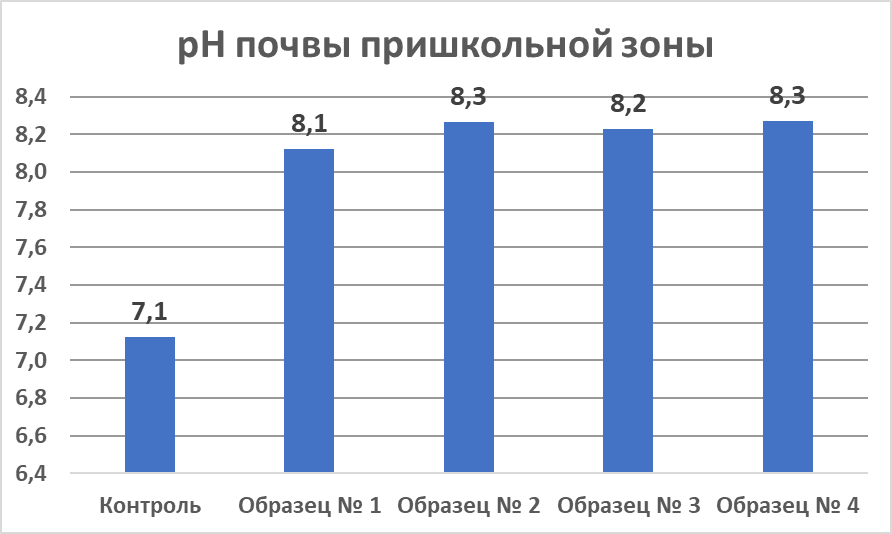 рН почвы пришкольной зоны
8,4
8,2
8,0
7,8
7,6
7,4
7,2
7,0
6,8
6,6
6,4
7,1
8,1
8,3
8,2
8,3
Контроль
Образец № 1
Образец № 2
Образец № 3
Образец № 4